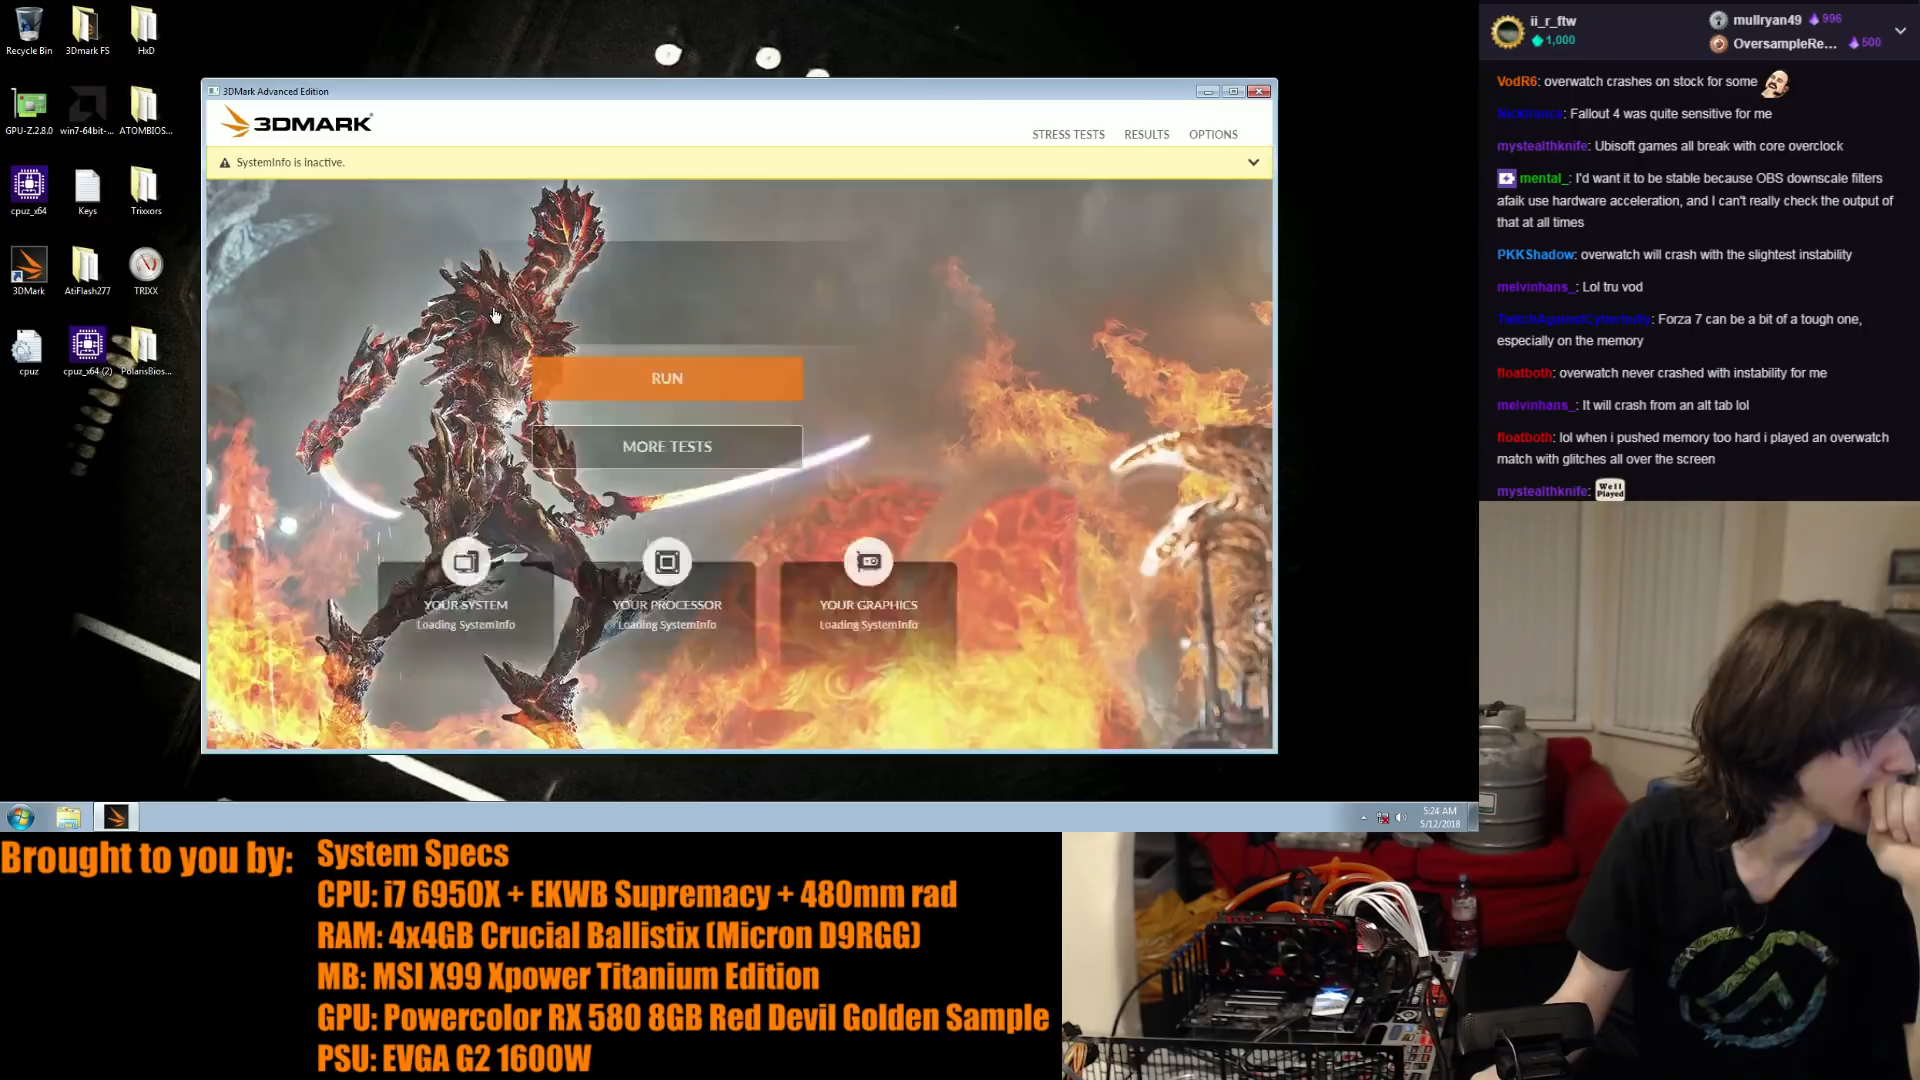 Recycle Bin
3Dmark FS
HxD
GPU-Z.2.8.0
win7-64bit-...
ATOMBIOS...
cpuz_x64
Keys
Trixxors
3DMark
AtiFlash277
TRIXX
cpuz
cpuz_x64 (2)
PolarisBios...
3DMark Advanced Edition
3DMARK
STRESS TESTS
RESULTS
OPTIONS
SystemInfo is inactive.
RUN
MORE TESTS
YOUR SYSTEM
Loading SystemInfo
YOUR PROCESSOR
Loading SystemInfo
YOUR GRAPHICS
Loading SystemInfo
5:24 AM
5/12/2018
ii_r_ftw
1,000
mullryan49 996
OversampleRe... 500
VodR6: overwatch crashes on stock for some
: Fallout 4 was quite sensitive for me
mystealthknife: Ubisoft games all break with core overclock
mental_: I'd want it to be stable because OBS downscale filters
afaik use hardware acceleration, and I can't really check the output of
that at all times
PKKShadow: overwatch will crash with the slightest instability
melvinhans_: Lol tru vod
TwitchAgainstCyberbully: Forza 7 can be a bit of a tough one,
especially on the memory
floatboth: overwatch never crashed with instability for me
melvinhans_: It will crash from an alt tab lol
floatboth: lol when i pushed memory too hard i played an overwatch
match with glitches all over the screen
mystealthknife: Well Played
Brought to you by:
System Specs
CPU: i7 6950X + EKWB Supremacy + 480mm rad
RAM: 4x4GB Crucial Ballistix (Micron D9RGG)
MB: MSI X99 Xpower Titanium Edition
GPU: Powercolor RX 580 8GB Red Devil Golden Sample
PSU: EVGA G2 1600W